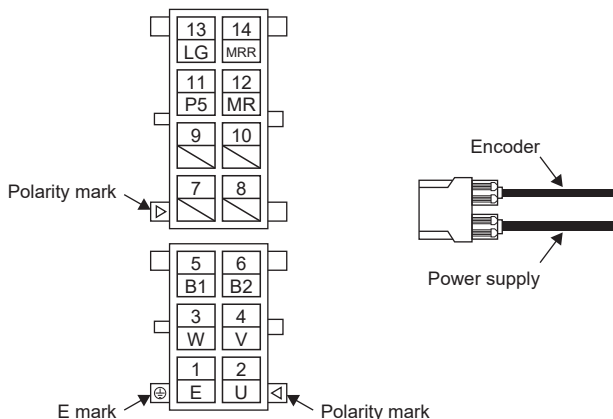 13 14
LG MRR
11 12
P5 MR
9 10
Encoder
Polarity mark
7 8
Power supply
5 6
B1 B2
3 4
W V
1 2
E U
E mark
Polarity mark